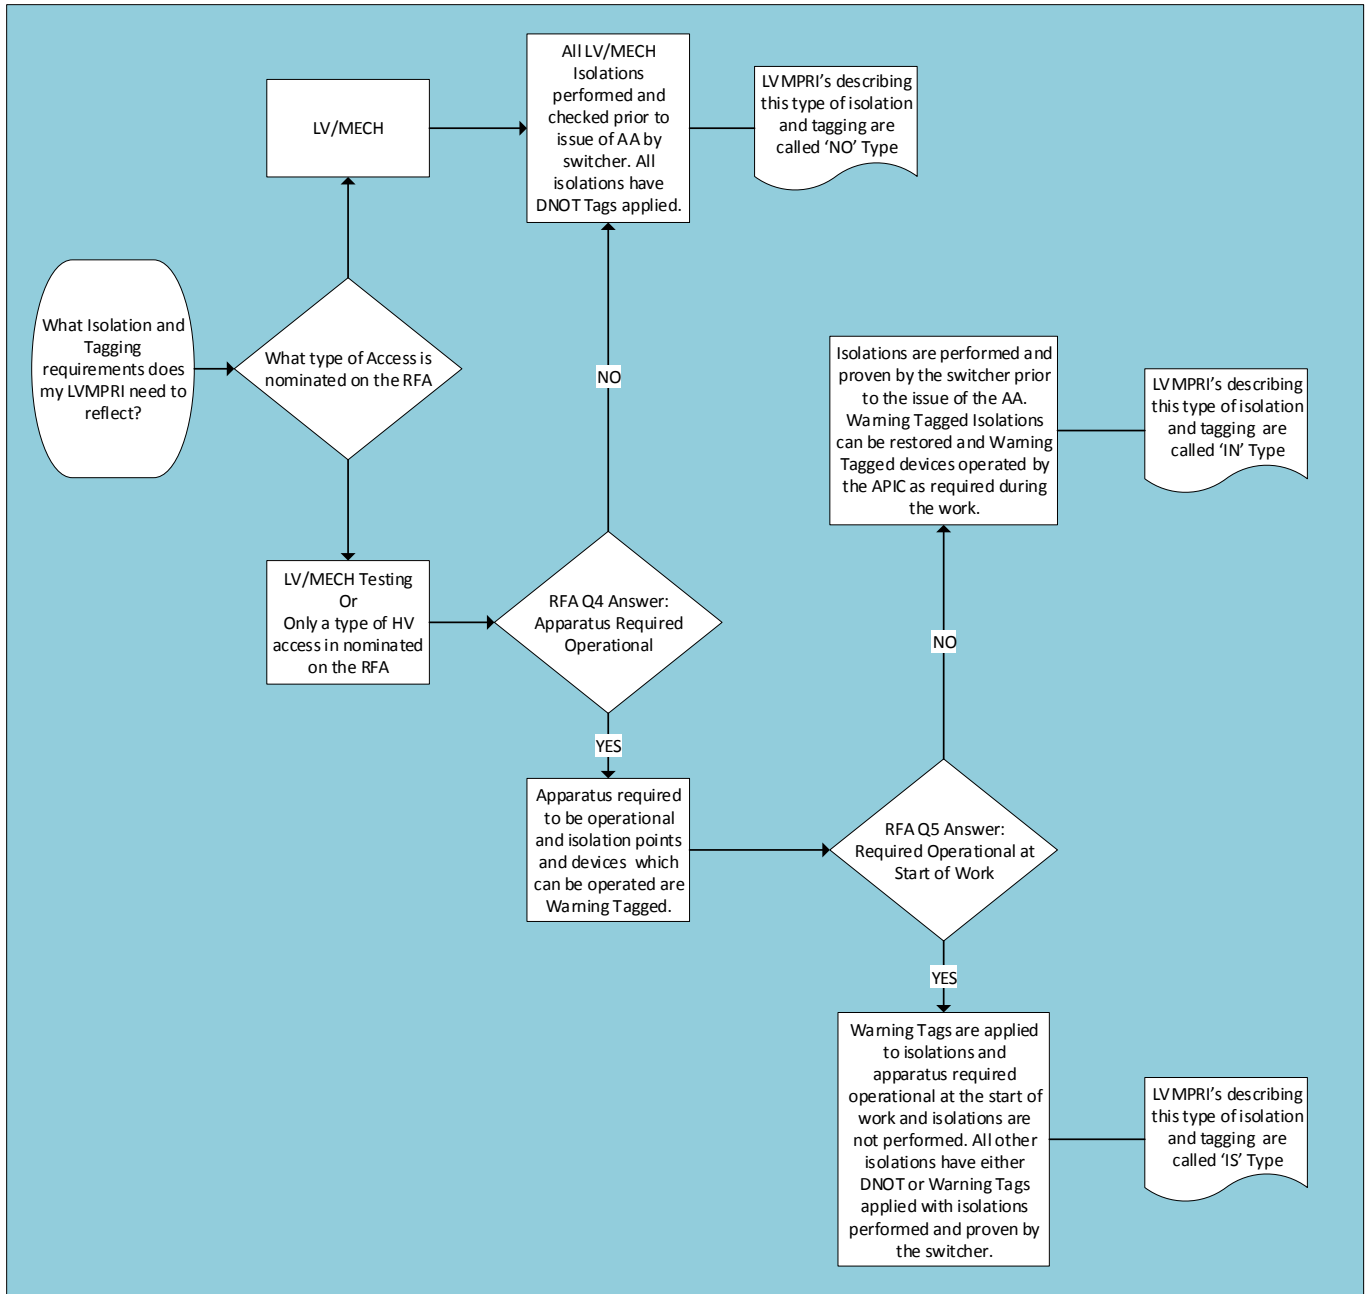 What Isolation and
Tagging
requirements does
my LVMPRI need to
reflect?
What type of Access is
nominated on the RFA
LV/MECH
All LV/MECH
Isolations
performed and
checked prior to
issue of AA by
switcher. All
isolations have
DNOT Tags applied.
LVMPRI's describing
this type of isolation
and tagging are
called 'NO' Type
LV/MECH Testing
Or
Only a type of HV
access in nominated
on the RFA
RFA Q4 Answer:
Apparatus Required
Operational
NO
YES
Apparatus required
to be operational
and isolation points
and devices which
can be operated are
Warning Tagged.
RFA Q5 Answer:
Required Operational at
Start of Work
NO
Isolations are performed and
proven by the switcher prior
to the issue of the AA.
Warning Tagged Isolations
can be restored and Warning
Tagged devices operated by
the APIC as required during
the work.
LVMPRI's describing
this type of isolation
and tagging are
called 'IN' Type
YES
Warning Tags are applied
to isolations and
apparatus required
operational at the start of
work and isolations are
not performed. All other
isolations have either
DNOT or Warning Tags
applied with isolations
performed and proven by
the switcher.
LVMPRI's describing
this type of isolation
and tagging are
called 'IS' Type